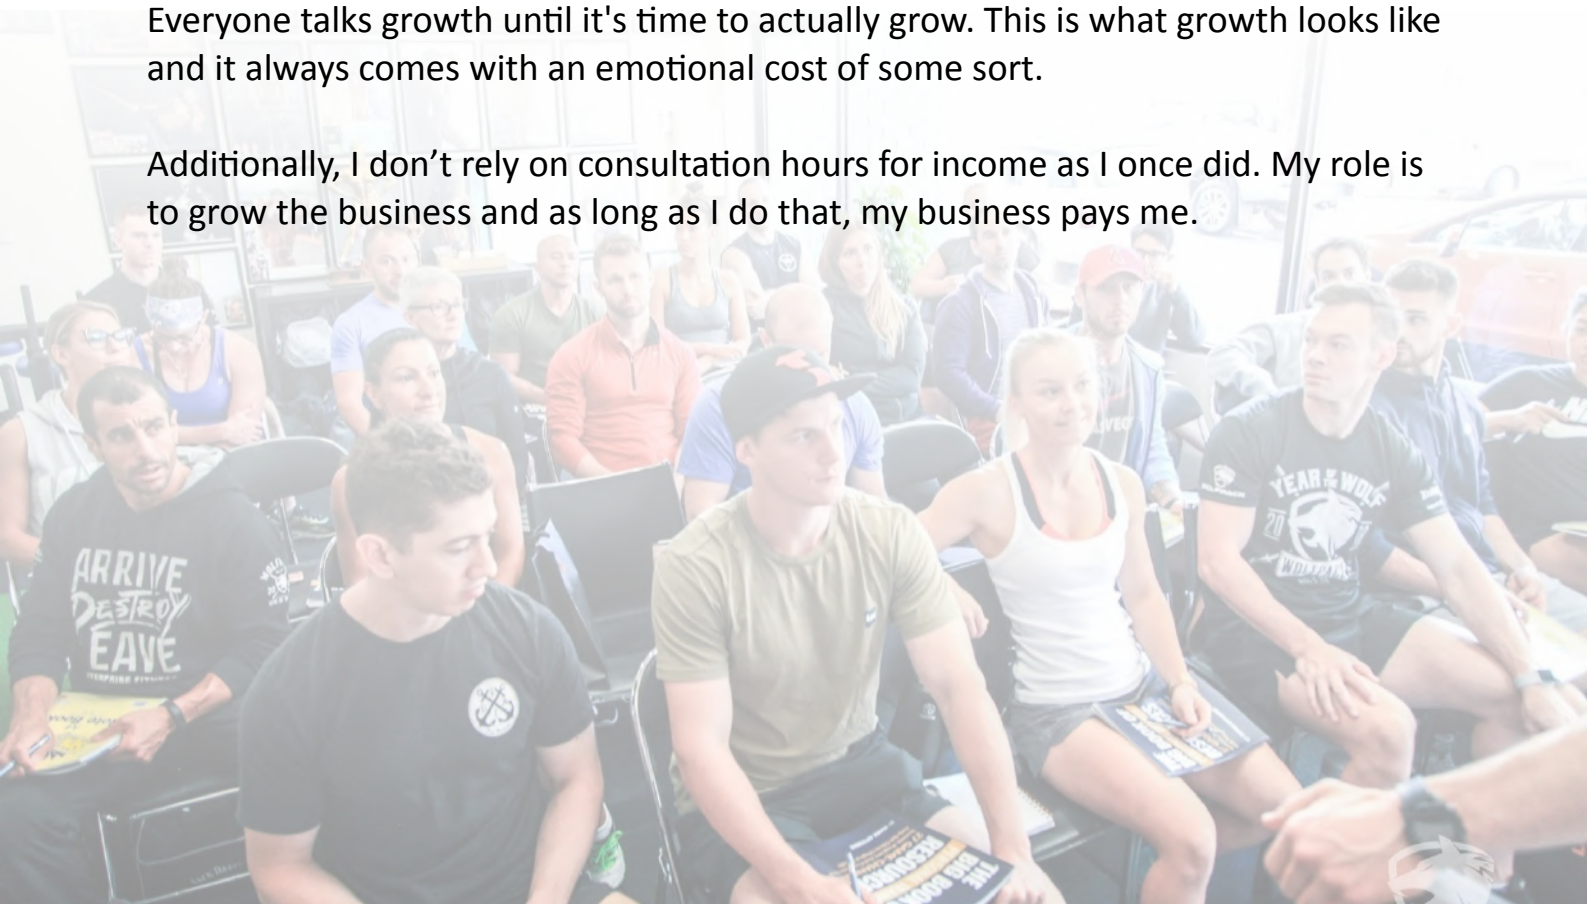 Everyone talks growth until it's time to actually grow. This is what growth looks like
and it always comes with an emotional cost of some sort.
Additionally, I don’t rely on consultation hours for income as I once did. My role is
to grow the business and as long as I do that, my business pays me.
ARRIVE
DESTROY
EAVE
YEAR OF THE WOLF
20
WOLFPACK
THE
BIG BOOK